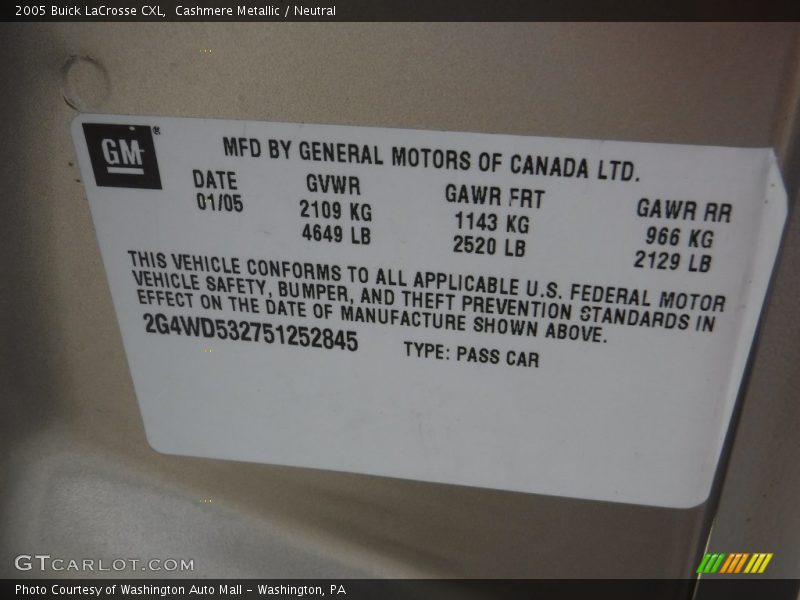 2005 Buick LaCrosse CXL,  Cashmere Metallic / Neutral
GM®
MFD BY GENERAL MOTORS OF CANADA LTD.
DATE GVWR GAWR FRT GAWR RR
01/05 2109 KG 1143 KG 966 KG
4649 LB 2520 LB 2129 LB
THIS VEHICLE CONFORMS TO ALL APPLICABLE U.S. FEDERAL MOTOR
VEHICLE SAFETY, BUMPER, AND THEFT PREVENTION STANDARDS IN
EFFECT ON THE DATE OF MANUFACTURE SHOWN ABOVE.
2G4WD532751252845 TYPE: PASS CAR
GTCARLOT.COM
Photo Courtesy of Washington Auto Mall – Washington, PA